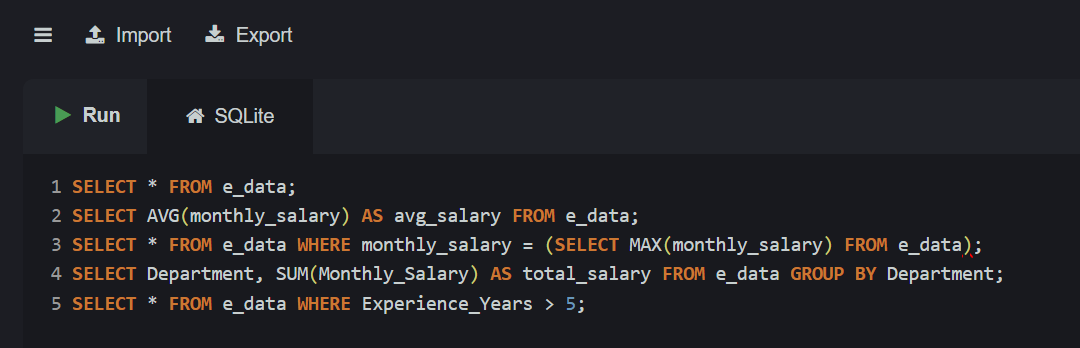 Import Export
Run SQLite
1 SELECT * FROM e_data;
2 SELECT AVG(monthly_salary) AS avg_salary FROM e_data;
3 SELECT * FROM e_data WHERE monthly_salary = (SELECT MAX(monthly_salary) FROM e_data);
4 SELECT Department, SUM(Monthly_Salary) AS total_salary FROM e_data GROUP BY Department;
5 SELECT * FROM e_data WHERE Experience_Years > 5;